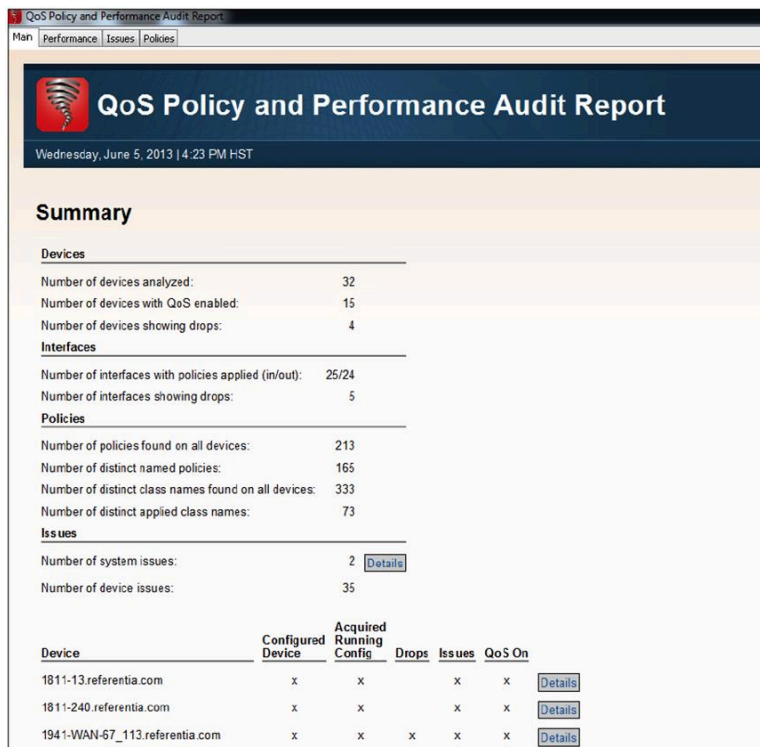 QoS Policy and Performance Audit Report
Main Performance Issues Policies
QoS Policy and Performance Audit Report
Wednesday, June 5, 2013 | 4:23 PM HST
Summary
Devices
Number of devices analyzed: 32
Number of devices with QoS enabled: 15
Number of devices showing drops: 4
Interfaces
Number of interfaces with policies applied (in/out): 25/24
Number of interfaces showing drops: 5
Policies
Number of policies found on all devices: 213
Number of distinct named policies: 165
Number of distinct class names found on all devices: 333
Number of distinct applied class names: 73
Issues
Number of system issues: 2 Details
Number of device issues: 35
Device Configured Device Acquired Running Config Drops Issues QoS On
1811-13.referentia.com x x x x Details
1811-240.referentia.com x x x x Details
1941-WAN-67_113.referentia.com x x x x x Details